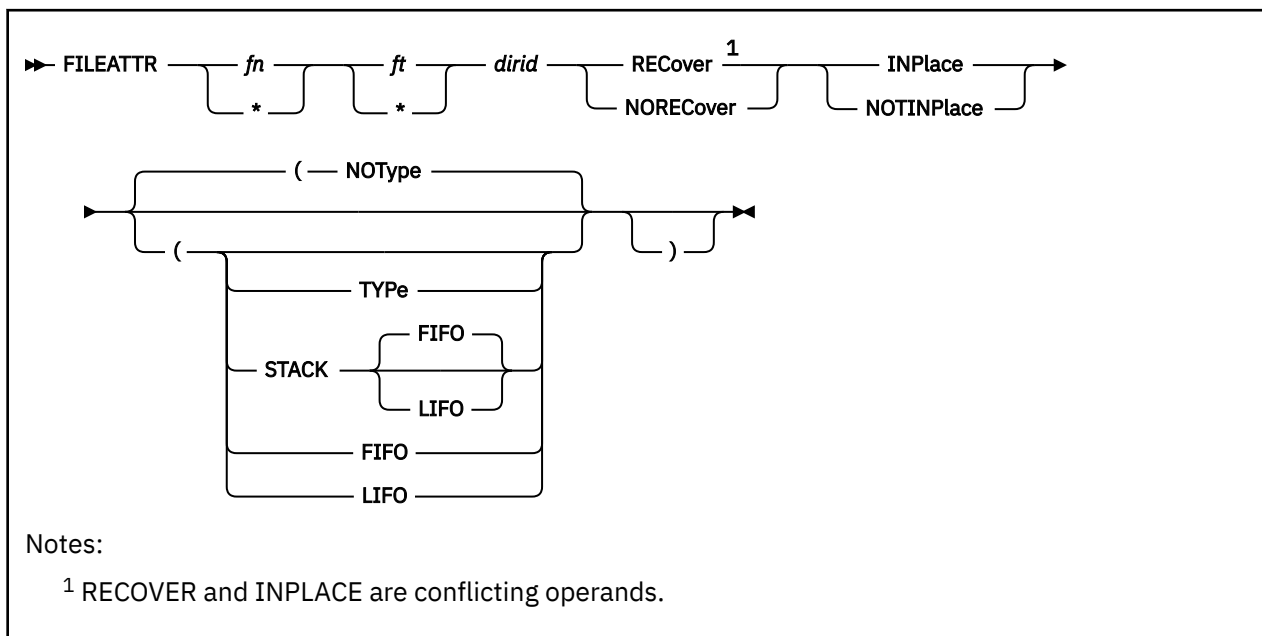 FILEATTR fn ft dirid RECover 1 INPlace
* * NORECover NOTINPlace
( NOType
( )
TYPe
FIFO
STACK
LIFO
FIFO
LIFO
Notes:
1 RECOVER and INPLACE are conflicting operands.